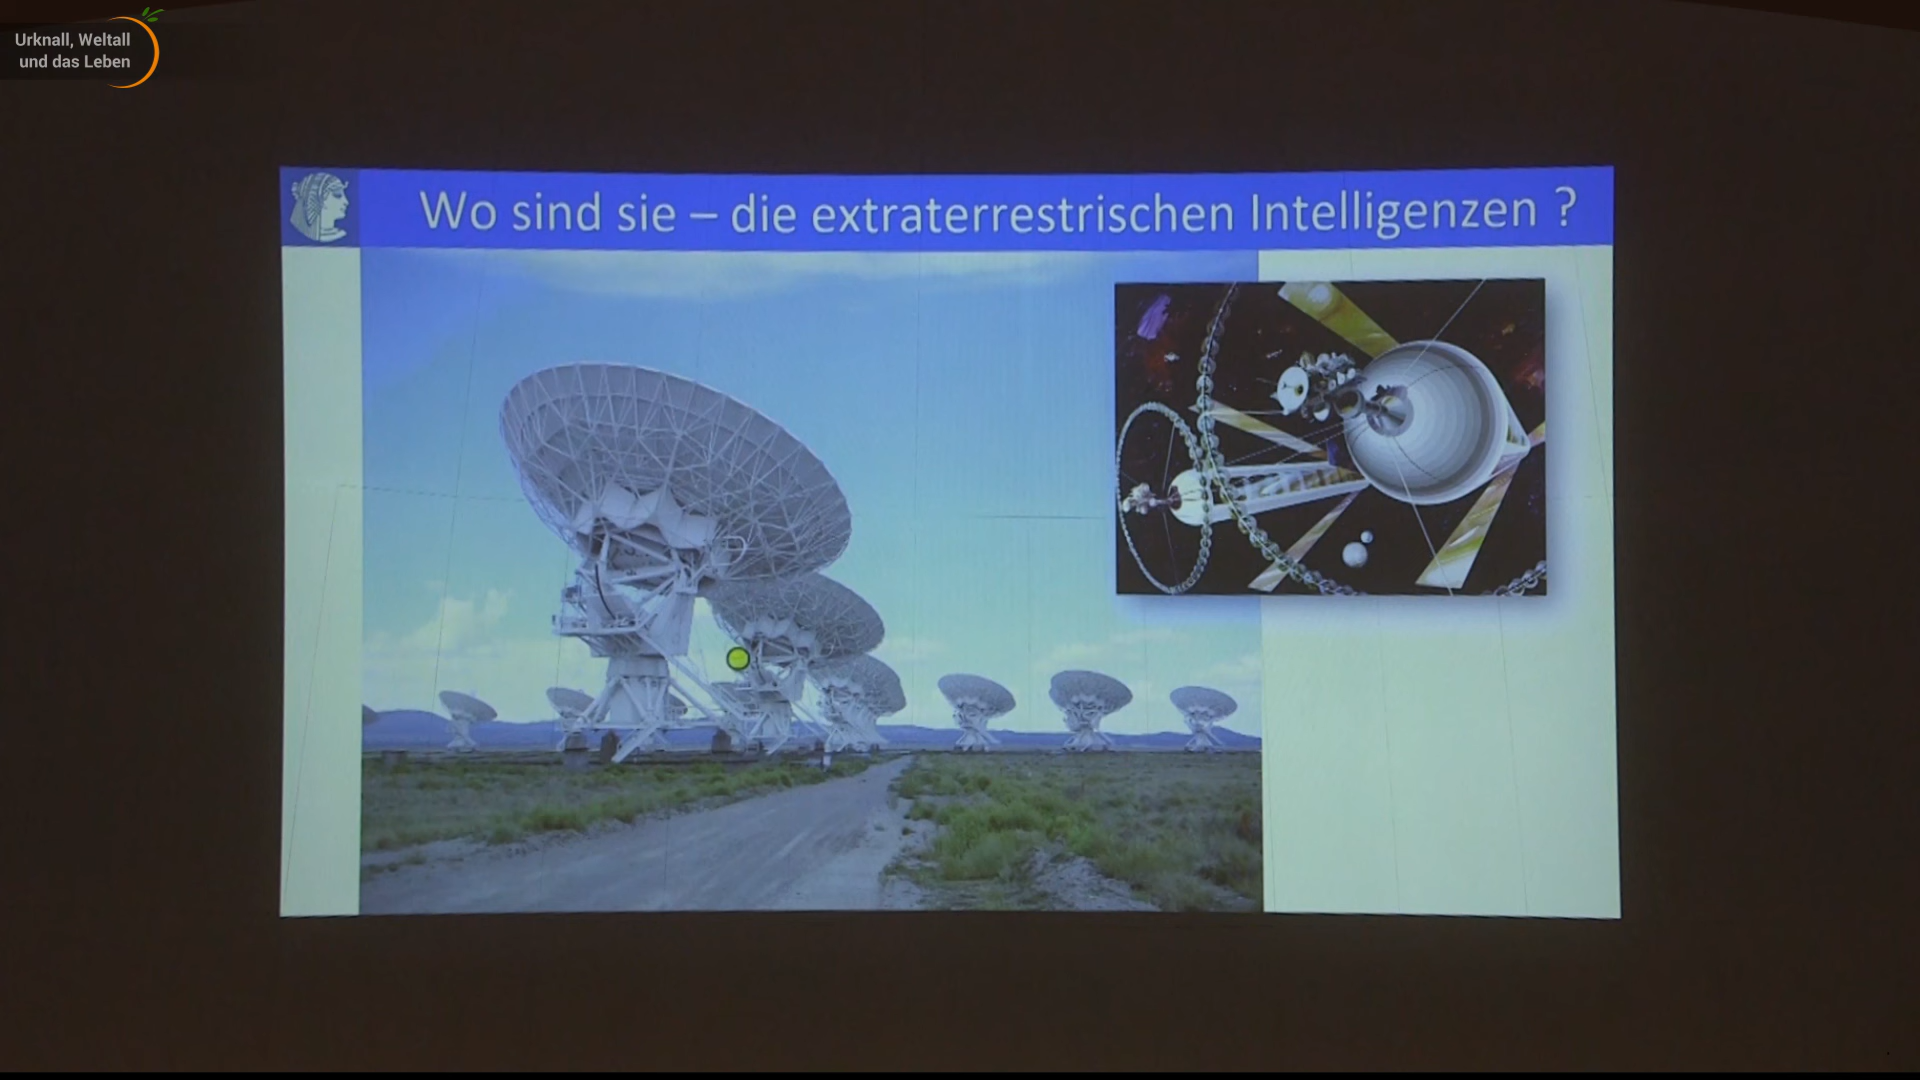 Urknall, Weltall
und das Leben
Wo sind sie – die extraterrestrischen Intelligenzen ?